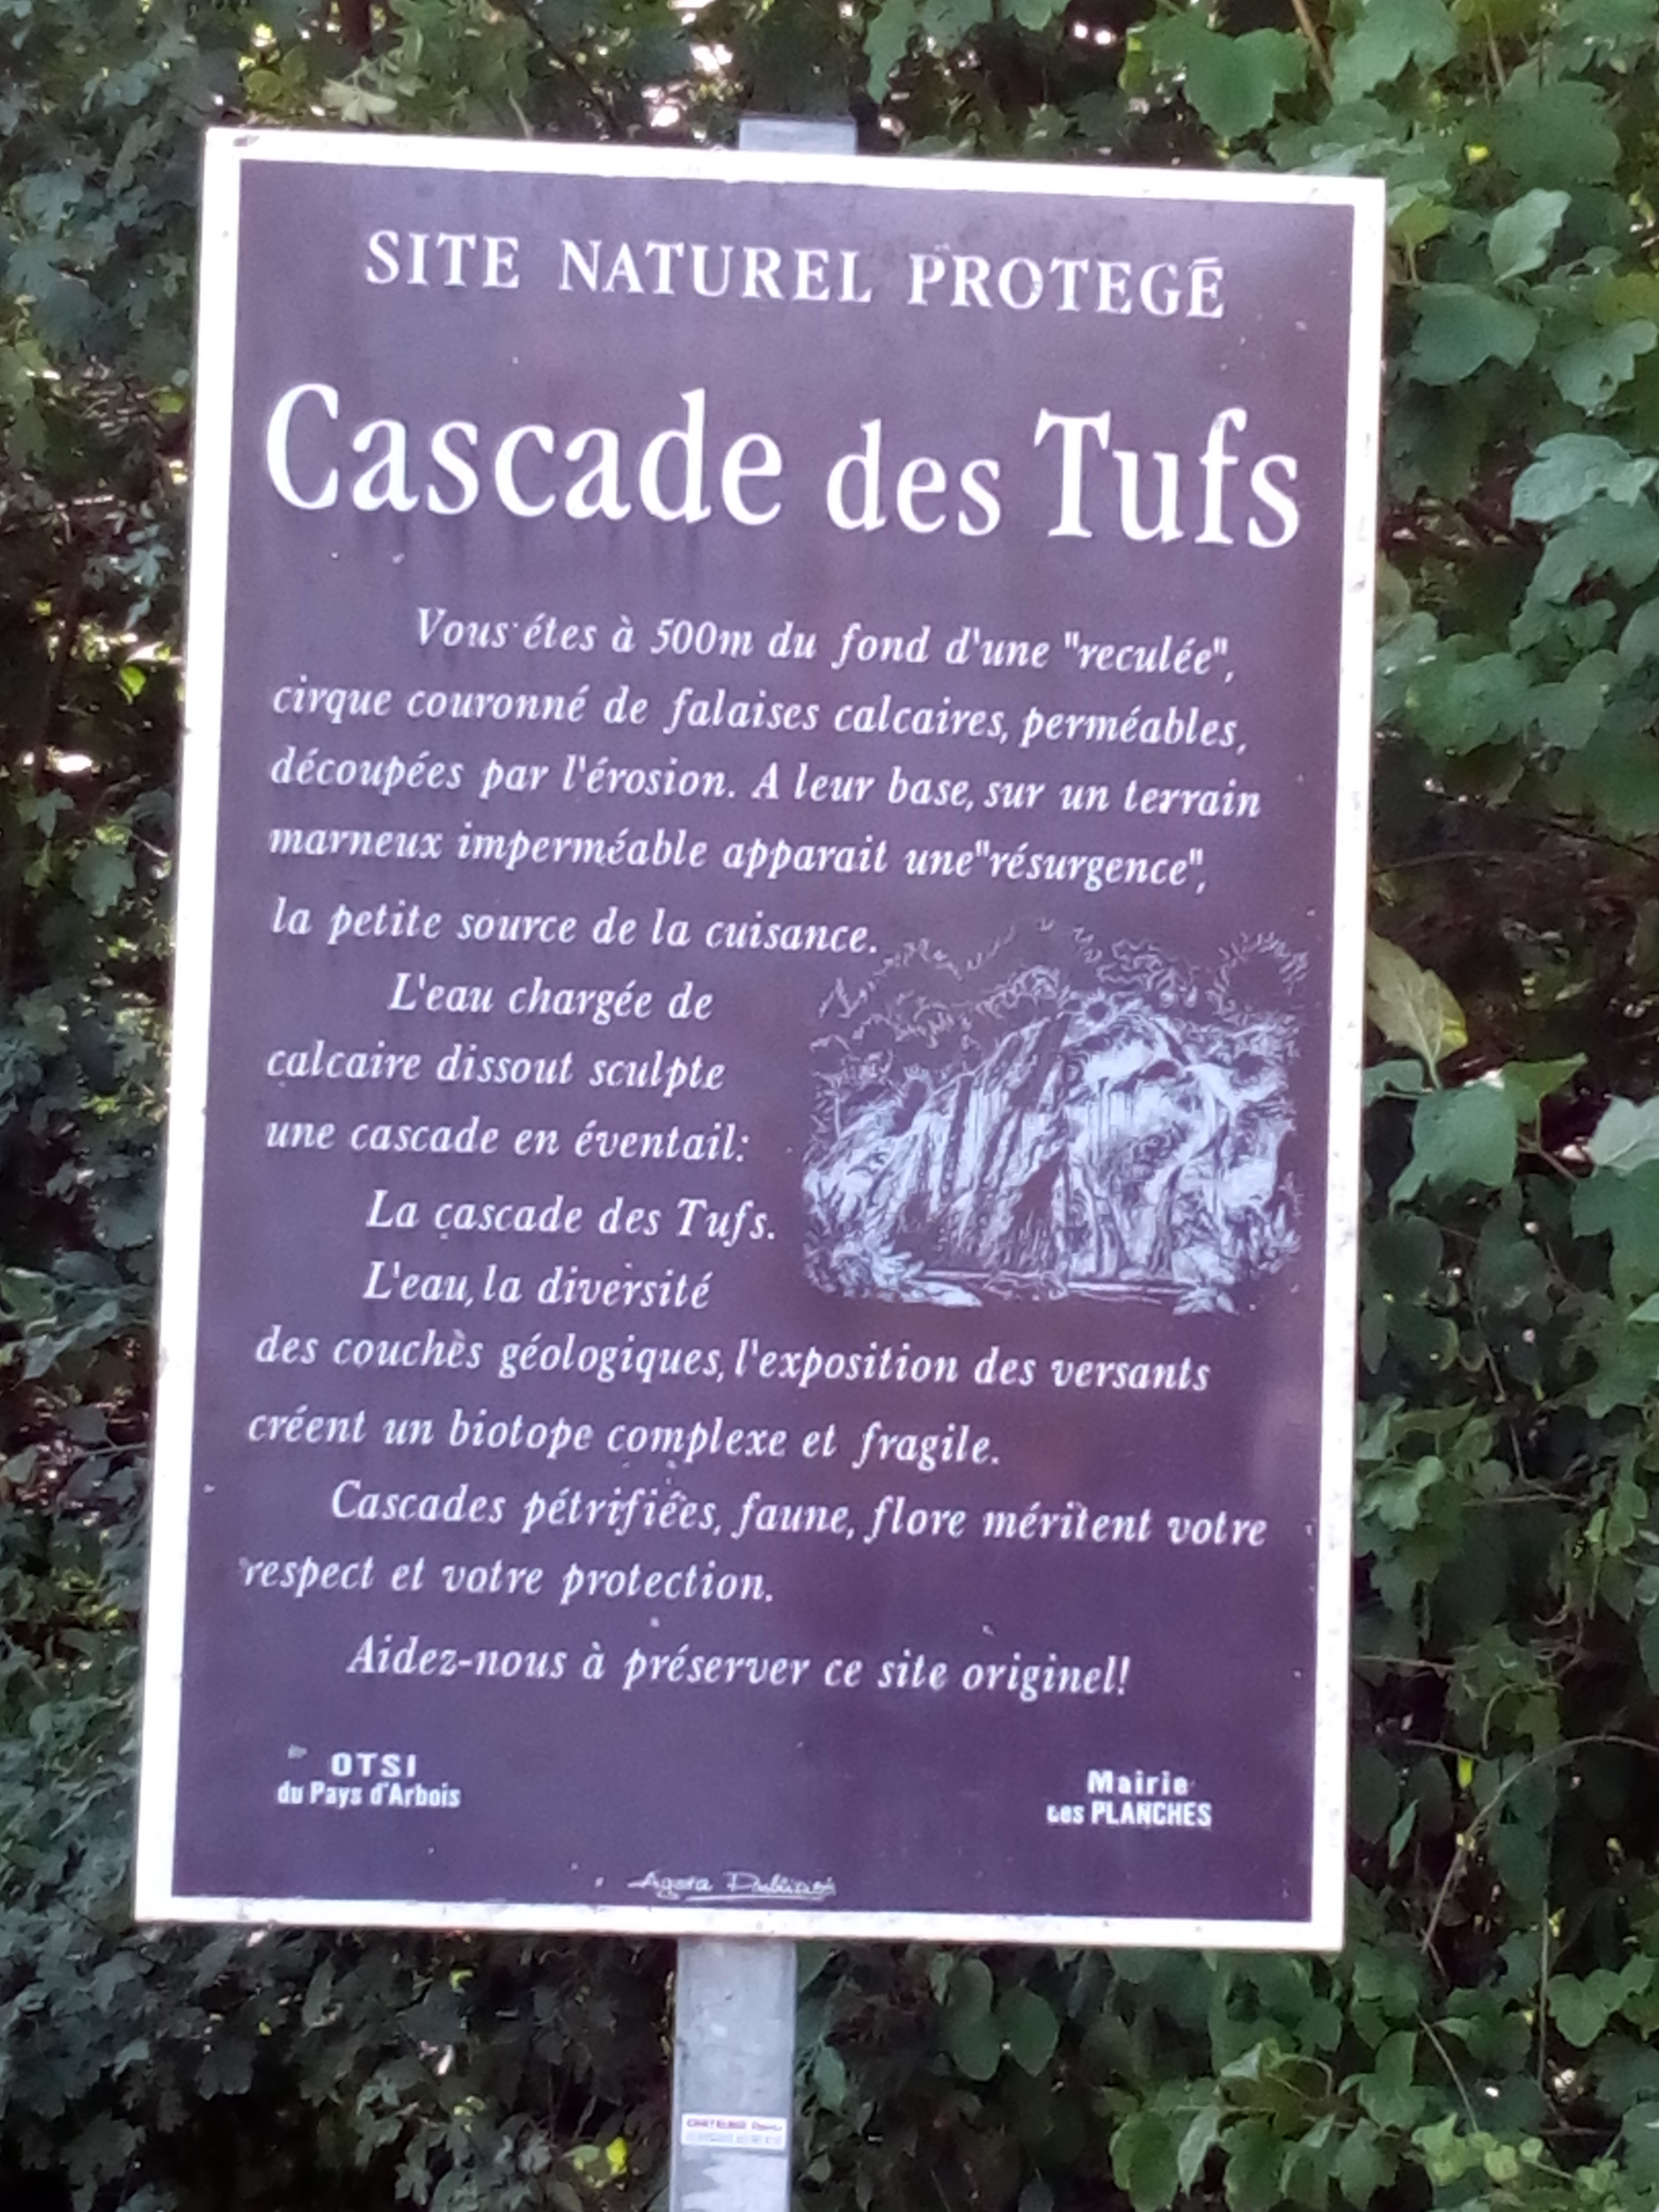 SITE NATUREL PROTEGÉ
Cascade des Tufs
Vous étes à 500m du fond d'une "reculée",
cirque couronné de falaises calcaires, perméables,
découpées par l'érosion. A leur base, sur un terrain
marneux imperméable apparait une "résurgence",
la petite source de la cuisance.
L'eau chargée de
calcaire dissout sculpte
une cascade en éventail:
La cascade des Tufs.
L'eau, la diversité
des couches géologiques, l'exposition des versants
créent un biotope complexe et fragile.
Cascades pétrifiées, faune, flore méritent votre
respect et votre protection.
Aidez-nous à préserver ce site originel!
OTSI
du Pays d'Arbois
Mairie
Les PLANCHES
Agora